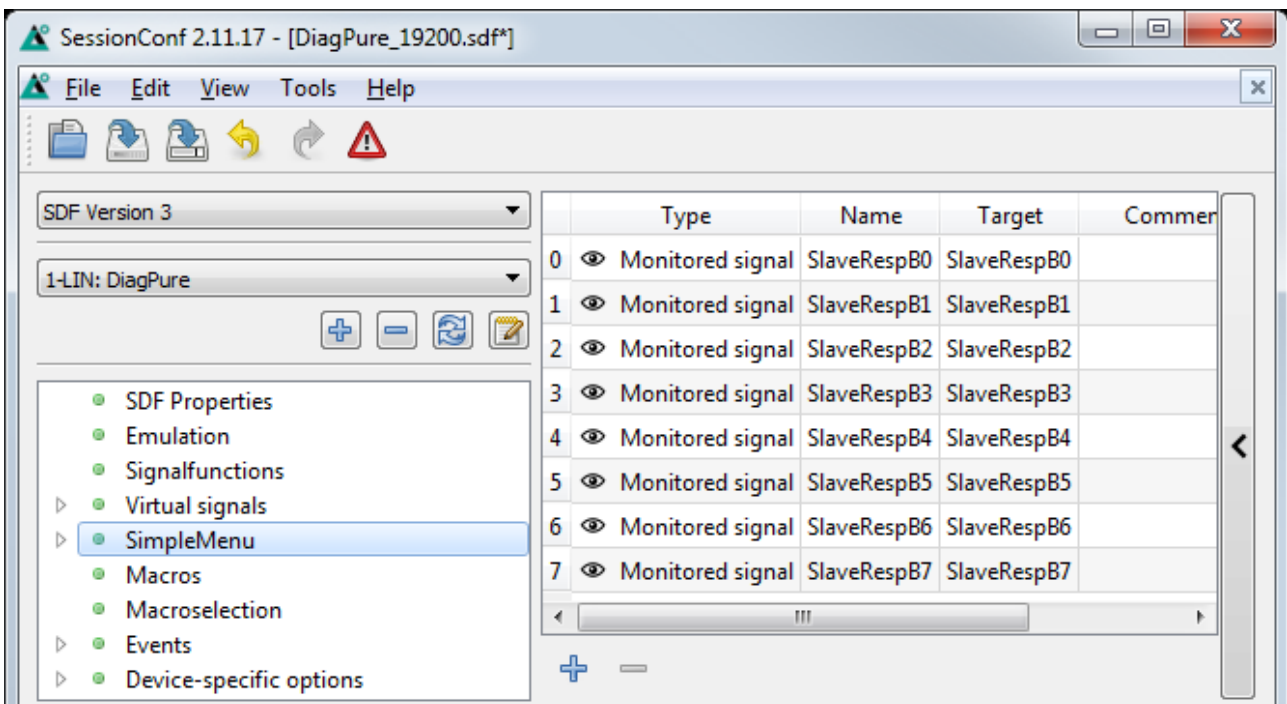 SessionConf 2.11.17 - [DiagPure_19200.sdf*]
File Edit View Tools Help
SDF Version 3
1-LIN: DiagPure
SDF Properties
Emulation
Signalfunctions
Virtual signals
SimpleMenu
Macros
Macroselection
Events
Device-specific options
Type Name Target Commen
0 Monitored signal SlaveRespB0 SlaveRespB0
1 Monitored signal SlaveRespB1 SlaveRespB1
2 Monitored signal SlaveRespB2 SlaveRespB2
3 Monitored signal SlaveRespB3 SlaveRespB3
4 Monitored signal SlaveRespB4 SlaveRespB4
5 Monitored signal SlaveRespB5 SlaveRespB5
6 Monitored signal SlaveRespB6 SlaveRespB6
7 Monitored signal SlaveRespB7 SlaveRespB7